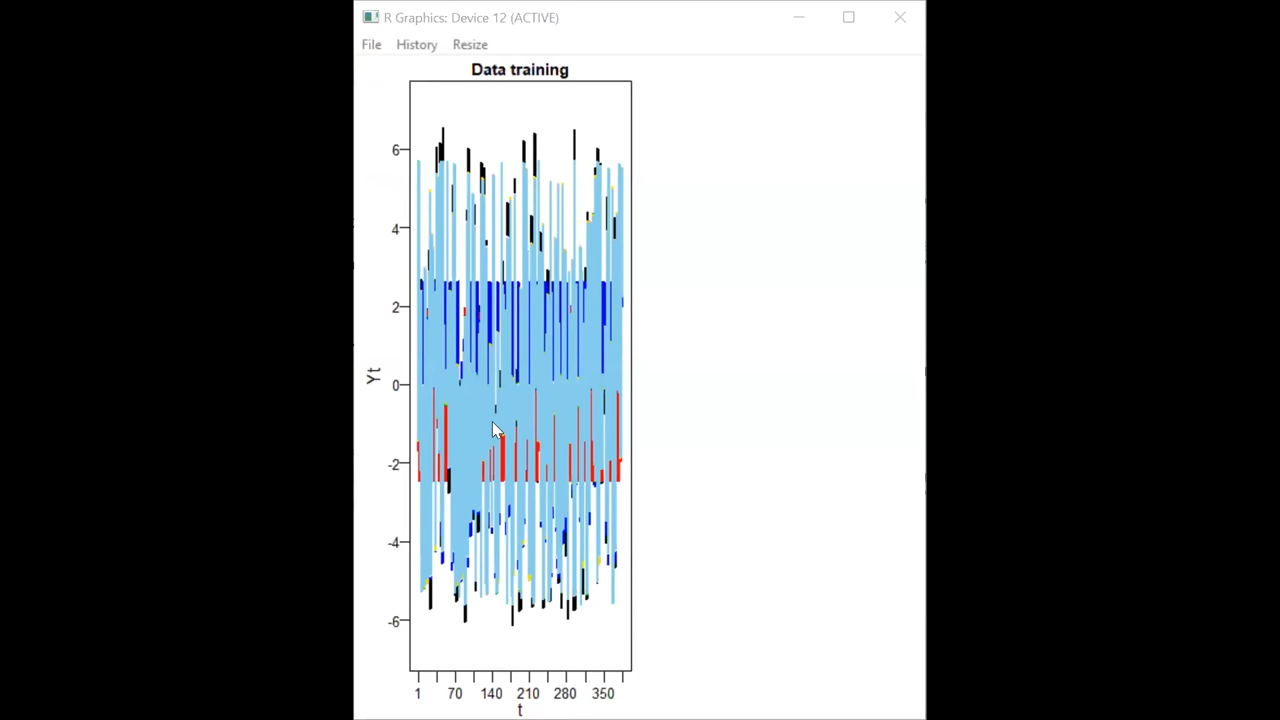 R Graphics: Device 12 (ACTIVE)
File History Resize
Data training
6
4
2
0
-2
-4
-6
Yt
1 70 140 210 280 350
t